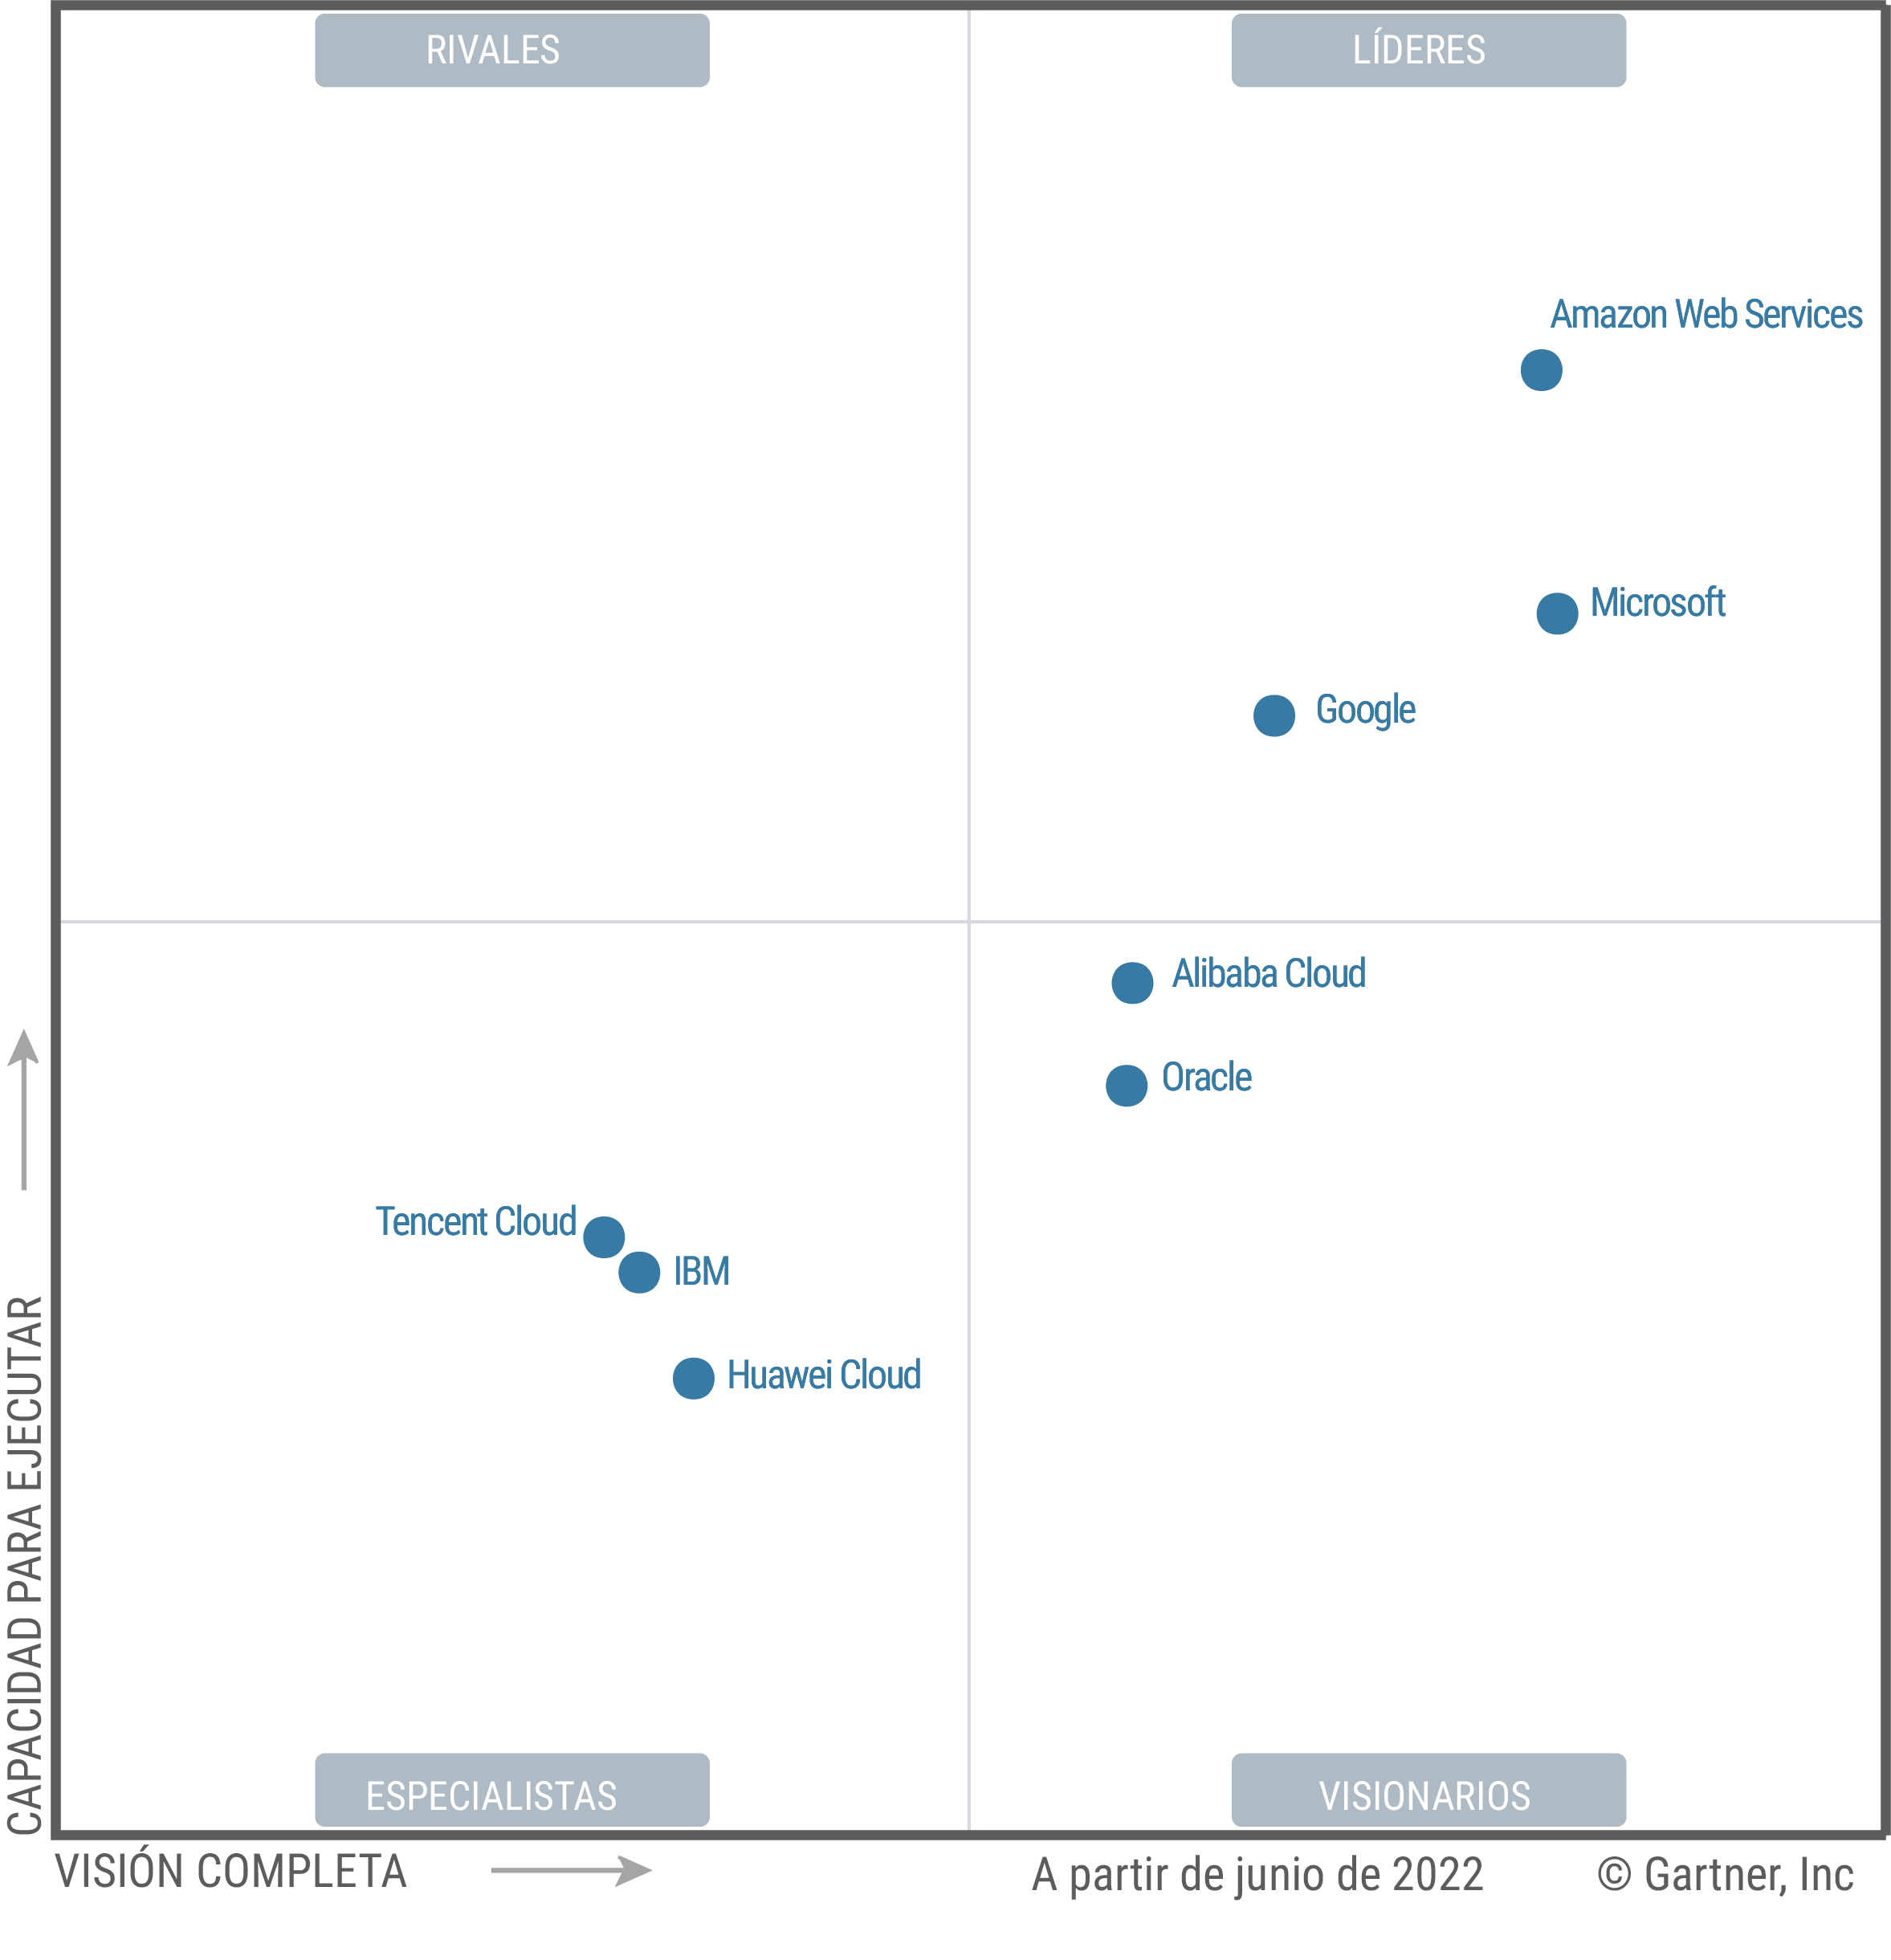 RIVALES
LÍDERES
Amazon Web Services
Microsoft
Google
Alibaba Cloud
Oracle
Tencent Cloud
IBM
Huawei Cloud
CAPACIDAD PARA EJECUTAR
ESPECIALISTAS
VISIONARIOS
VISIÓN COMPLETA
A partir de junio de 2022
© Gartner, Inc